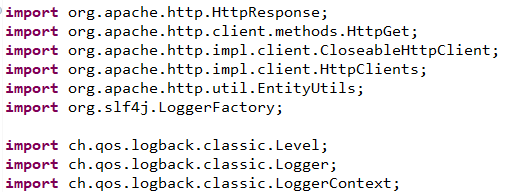 import org.apache.http.HttpResponse;
import org.apache.http.client.methods.HttpGet;
import org.apache.http.impl.client.CloseableHttpClient;
import org.apache.http.impl.client.HttpClients;
import org.apache.http.util.EntityUtils;
import org.slf4j.LoggerFactory;

import ch.qos.logback.classic.Level;
import ch.qos.logback.classic.Logger;
import ch.qos.logback.classic.LoggerContext;